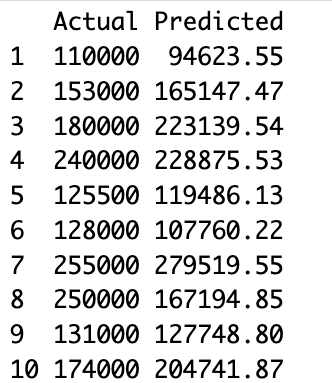 Actual Predicted
1  110000  94623.55
2  153000 165147.47
3  180000 223139.54
4  240000 228875.53
5  125500 119486.13
6  128000 107760.22
7  255000 279519.55
8  250000 167194.85
9  131000 127748.80
10 174000 204741.87